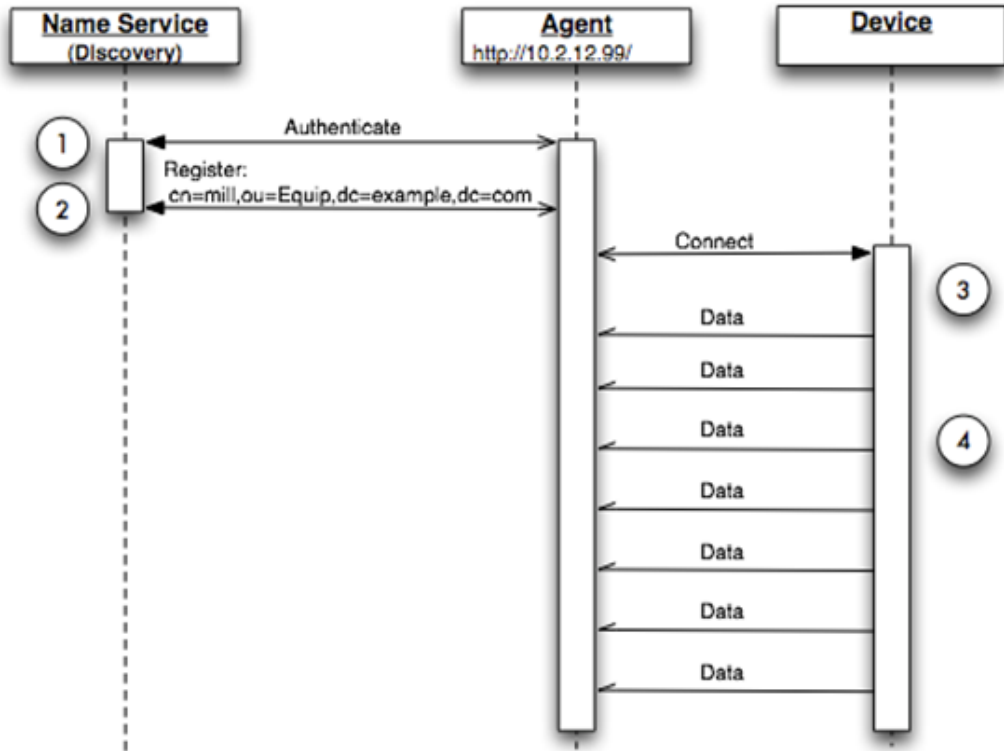 Name Service
(DIscovery)
Agent
http://10.2.12.99/
Device
1
Authenticate
Register:
cn=mill,ou=Equip,dc=example,dc=com
2
Connect
3
Data
Data
Data
4
Data
Data
Data
Data